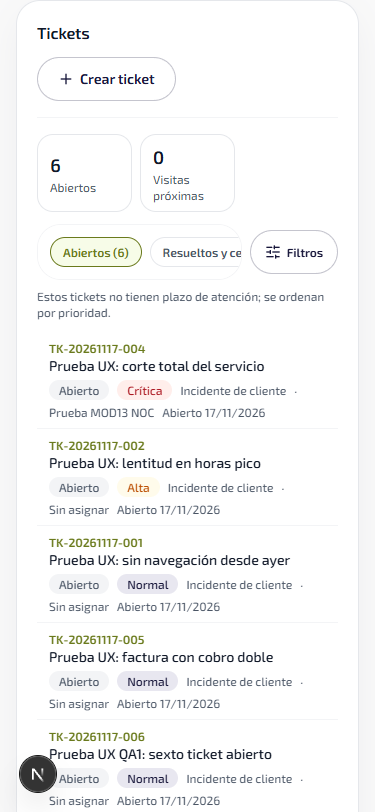 Tickets
+ Crear ticket
6
Abiertos
0
Visitas
próximas
Abiertos (6)
Resueltos y ce
Filtros
Estos tickets no tienen plazo de atención; se ordenan
por prioridad.
TK-20261117-004
Prueba UX: corte total del servicio
Abierto Crítica Incidente de cliente ·
Prueba MOD13 NOC Abierto 17/11/2026
TK-20261117-002
Prueba UX: lentitud en horas pico
Abierto Alta Incidente de cliente ·
Sin asignar Abierto 17/11/2026
TK-20261117-001
Prueba UX: sin navegación desde ayer
Abierto Normal Incidente de cliente ·
Sin asignar Abierto 17/11/2026
TK-20261117-005
Prueba UX: factura con cobro doble
Abierto Normal Incidente de cliente ·
Sin asignar Abierto 17/11/2026
TK-20261117-006
Prueba UX QA1: sexto ticket abierto
N
Abierto Normal Incidente de cliente ·
Sin asignar Abierto 17/11/2026